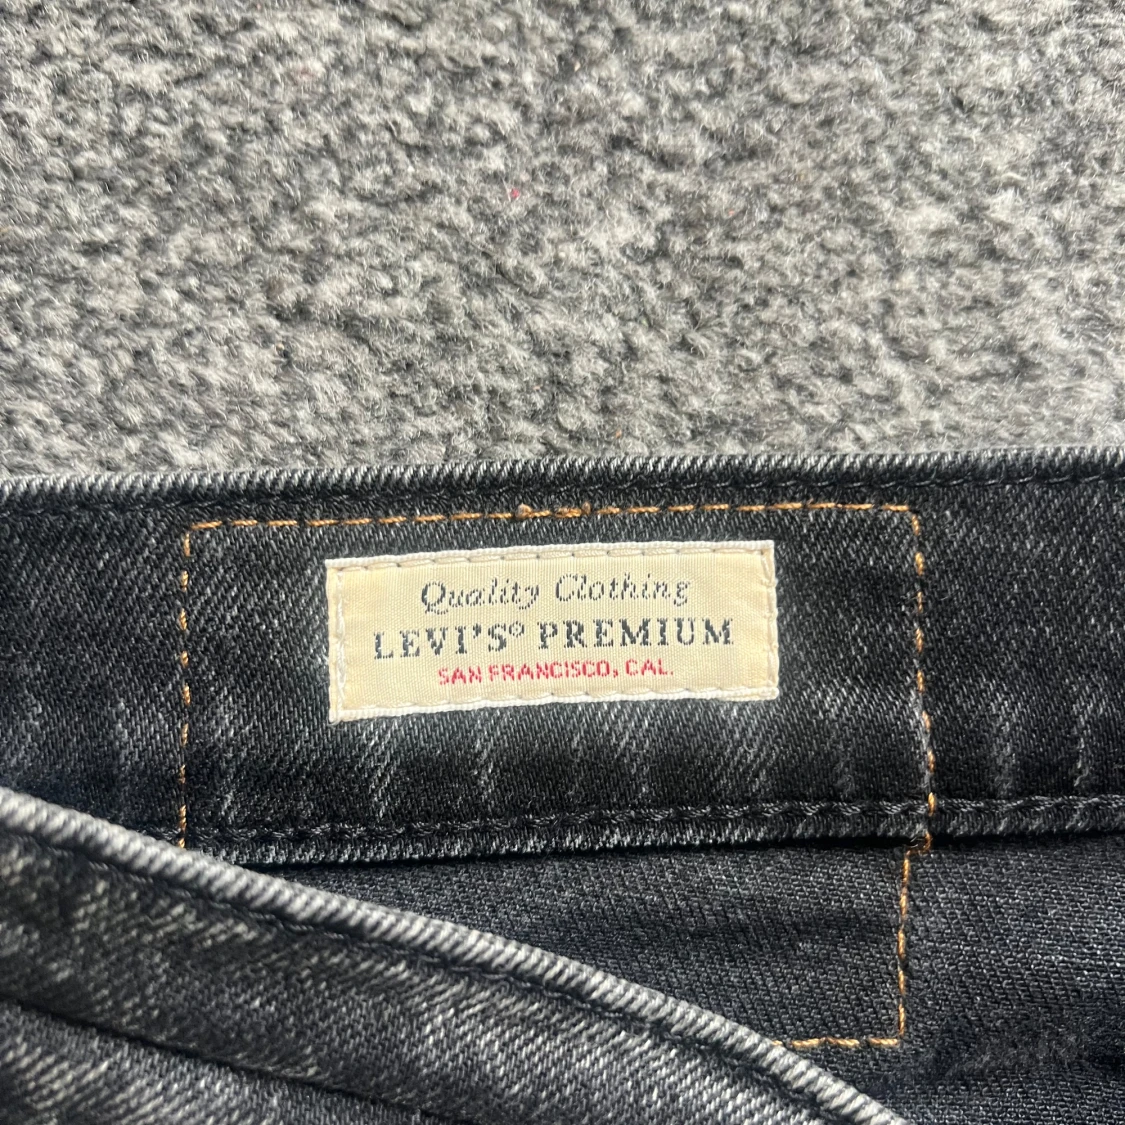 Quality Clothing
LEVI'S® PREMIUM
SAN FRANCISCO, CAL.